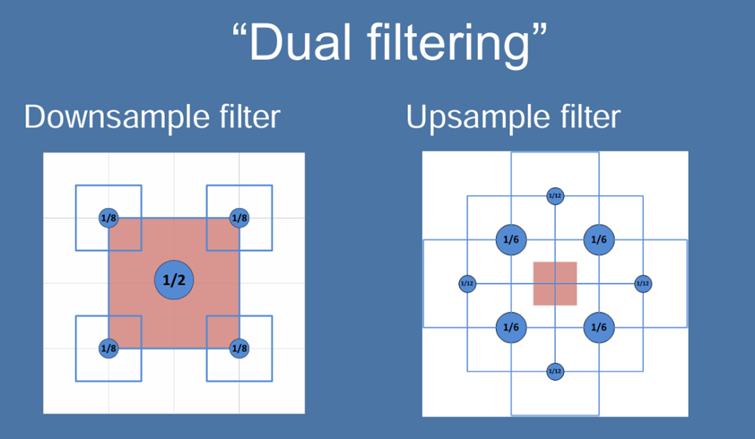 “Dual filtering”
Downsample filter
Upsample filter
1/8 1/8
1/2
1/8 1/8
1/12
1/6 1/6
1/12 1/12
1/6 1/6
1/12